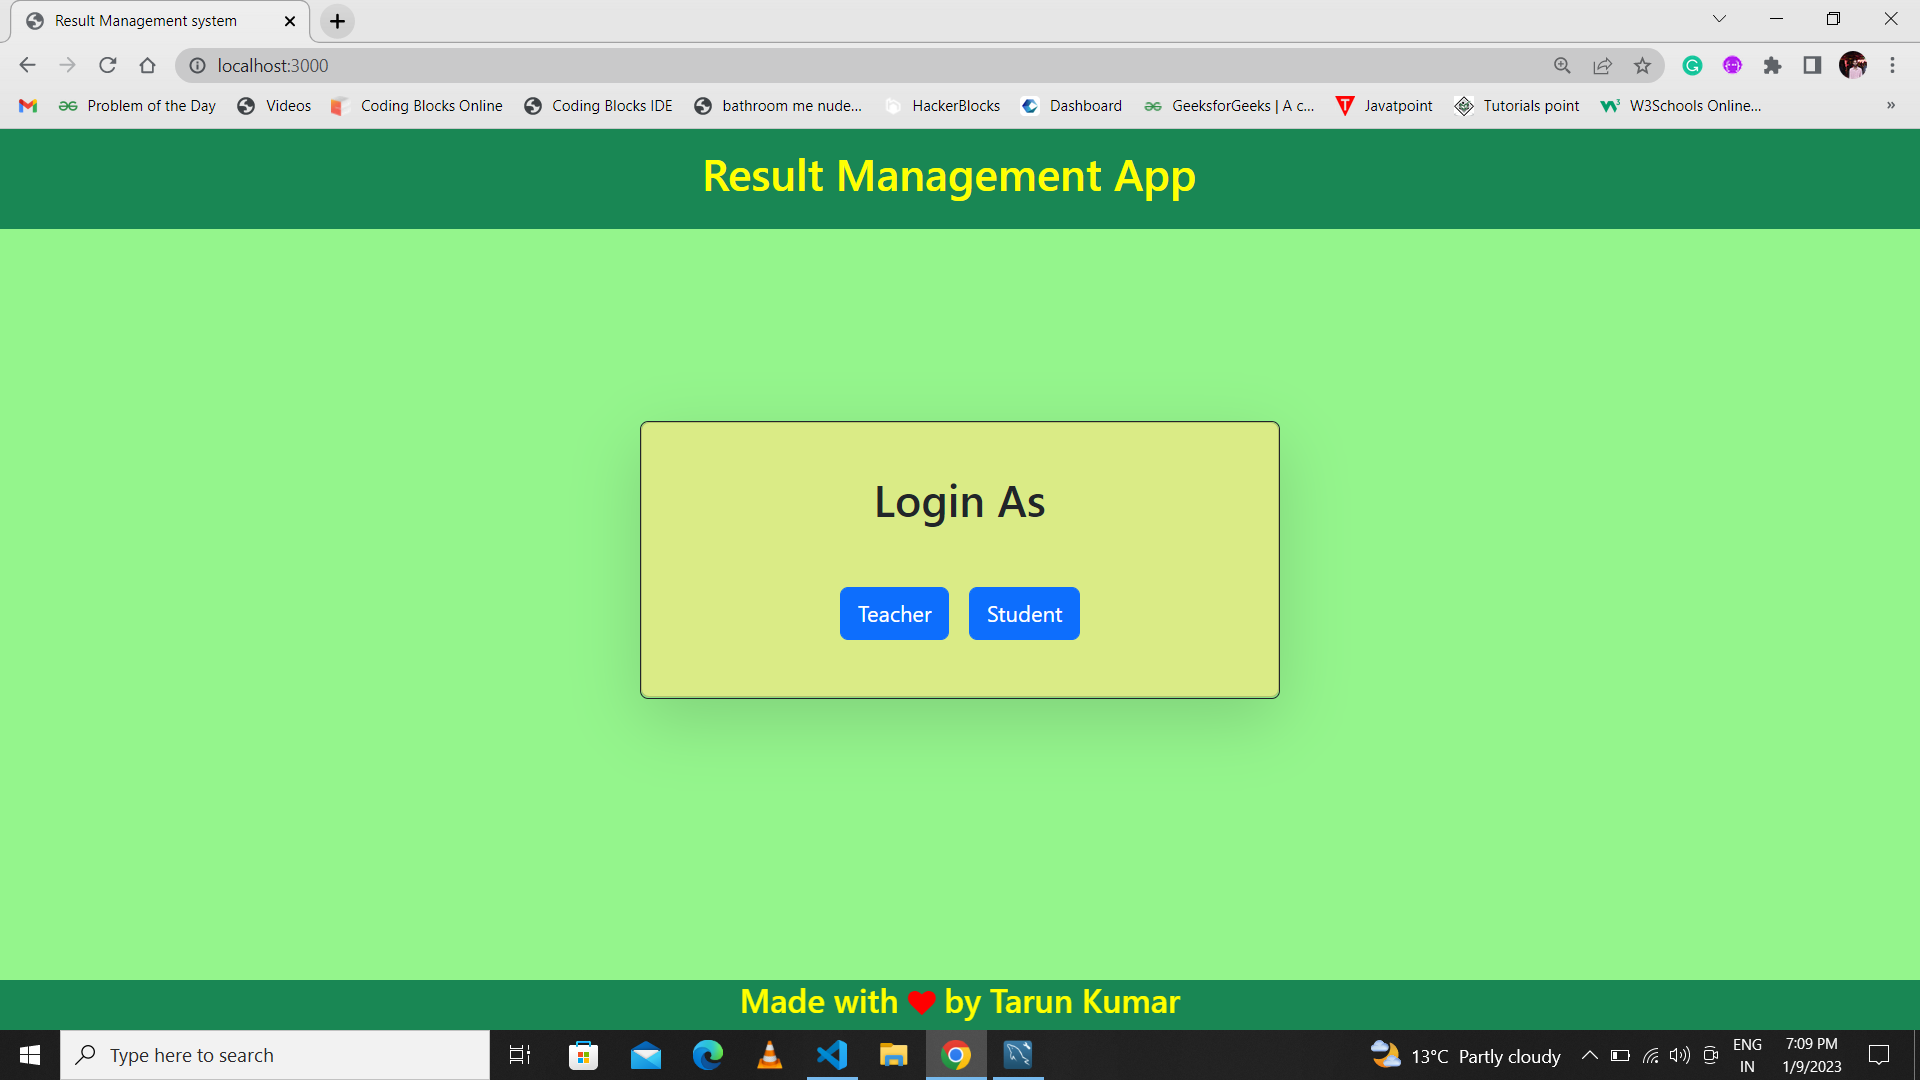 Result Management system
localhost:3000
Problem of the Day Videos Coding Blocks Online Coding Blocks IDE bathroom me nude... HackerBlocks Dashboard GeeksforGeeks | A c... Javatpoint Tutorials point W3Schools Online... »
Result Management App
Login As
Teacher Student
Made with ❤ by Tarun Kumar
Type here to search
13°C Partly cloudy
ENG
IN
7:09 PM
1/9/2023